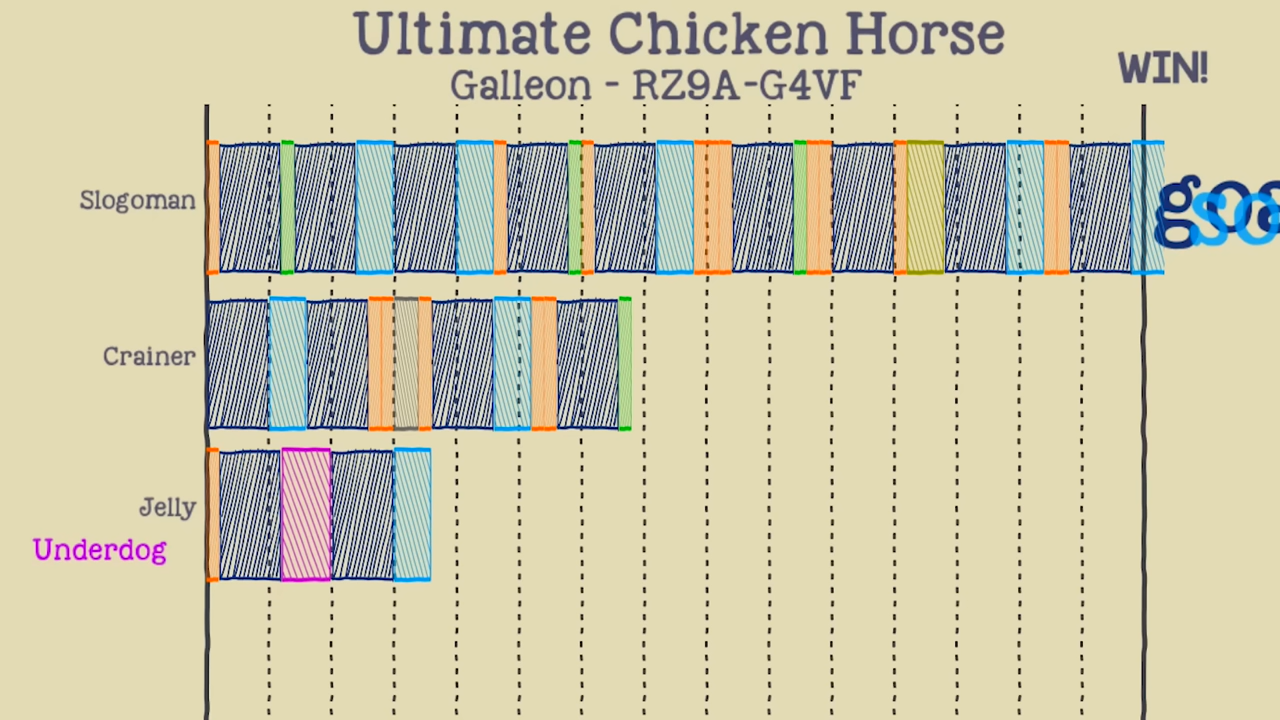 Ultimate Chicken Horse
Galleon - RZ9A-G4VF
WIN!
Slogoman
Crainer
Jelly
Underdog